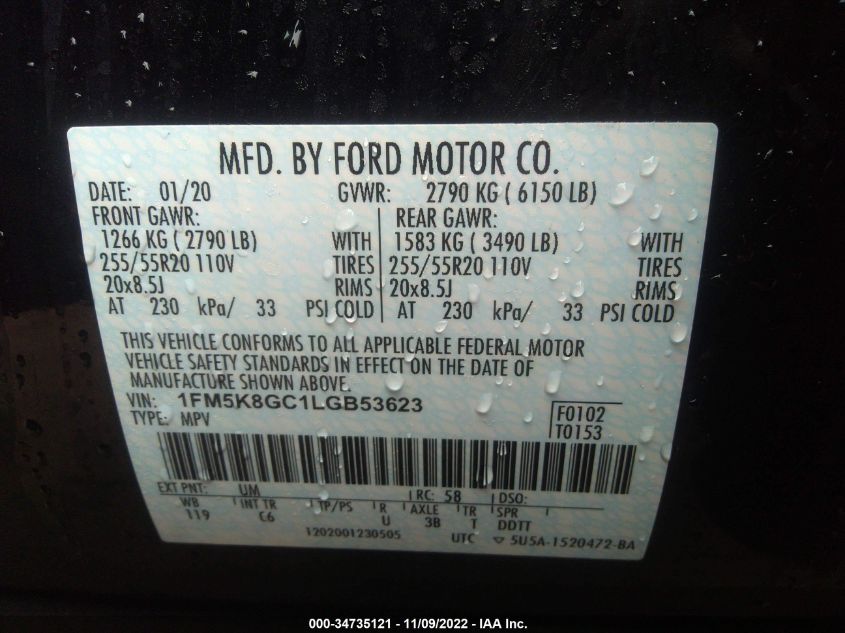 MFD. BY FORD MOTOR CO.
DATE: 01/20 GVWR: 2790 KG ( 6150 LB)
FRONT GAWR: REAR GAWR:
1266 KG ( 2790 LB) WITH 1583 KG ( 3490 LB) WITH
255/55R20 110V TIRES 255/55R20 110V TIRES
20x8.5J RIMS 20x8.5J RIMS
AT 230 kPa/ 33 PSI COLD AT 230 kPa/ 33 PSI COLD
THIS VEHICLE CONFORMS TO ALL APPLICABLE FEDERAL MOTOR
VEHICLE SAFETY STANDARDS IN EFFECT ON THE DATE OF
MANUFACTURE SHOWN ABOVE.
VIN: 1FM5K8GC1LGB53623 F0102
TYPE: MPV T0153
EXT PNT: UM RC: 58 DSO:
WB INT TR TP/PS R AXLE TR SPR
119 C6 U 3B T DDTT
1202001230505 UTC ▽ 5U5A-1520472-BA
000-34735121 - 11/09/2022 - IAA Inc.